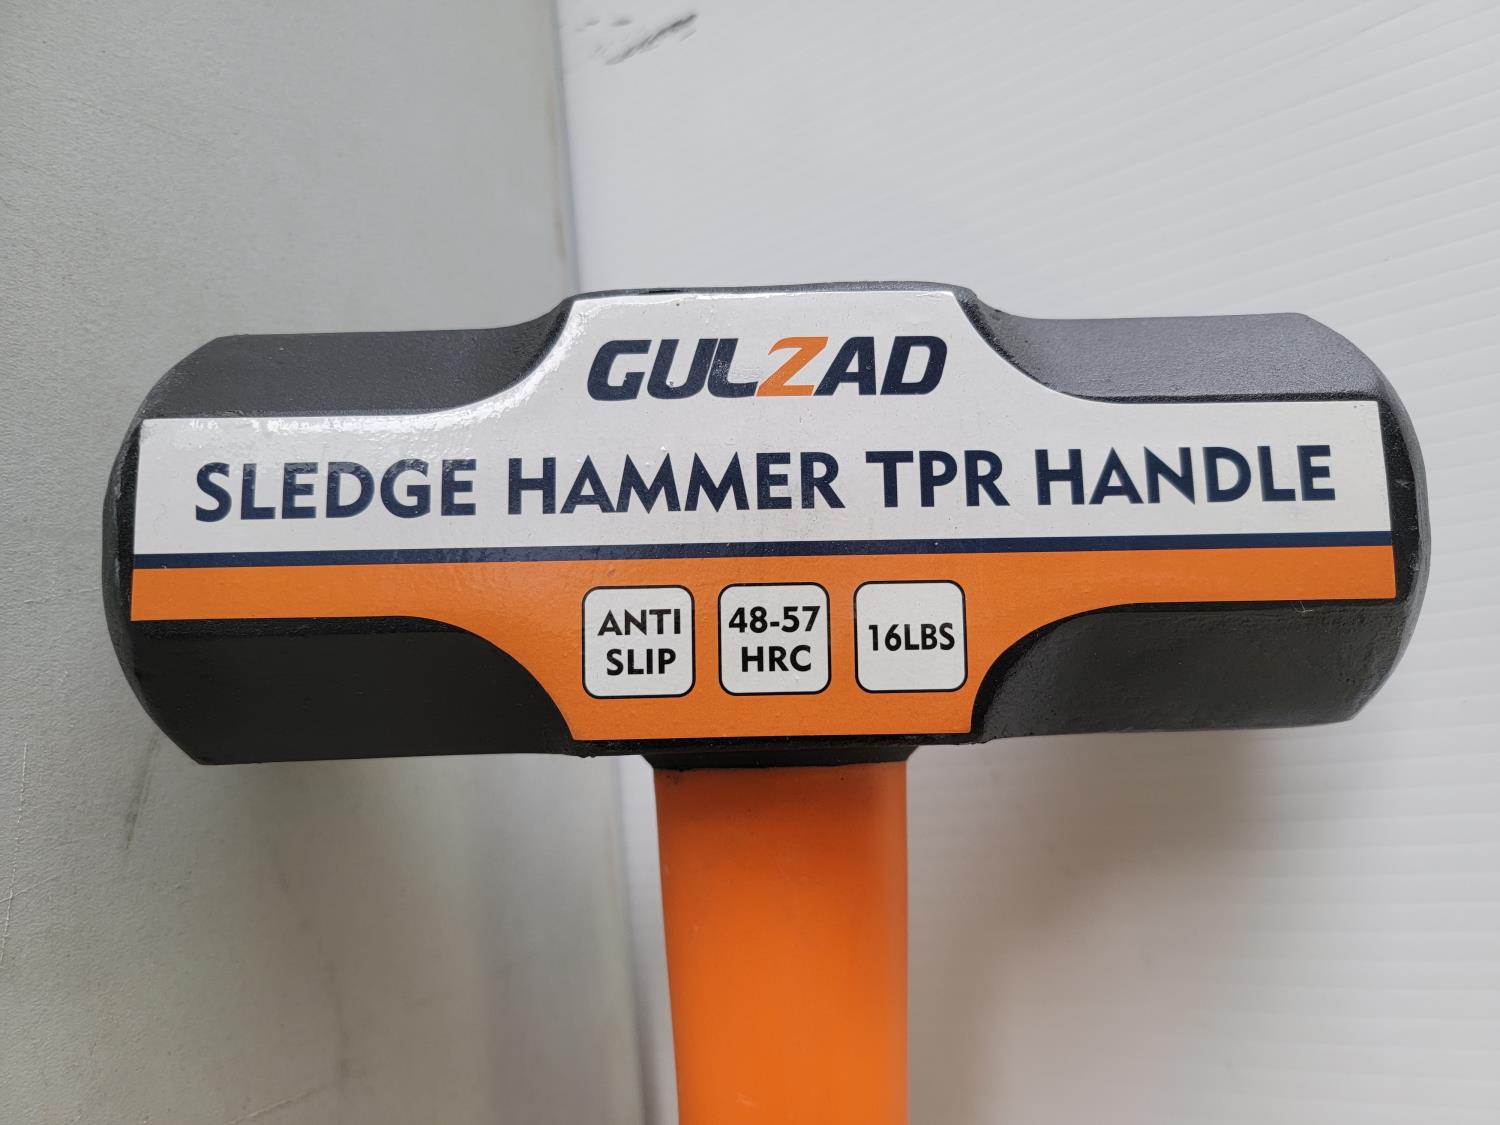 GULZAD
SLEDGE HAMMER TPR HANDLE
ANTI
SLIP
48-57
HRC
16LBS